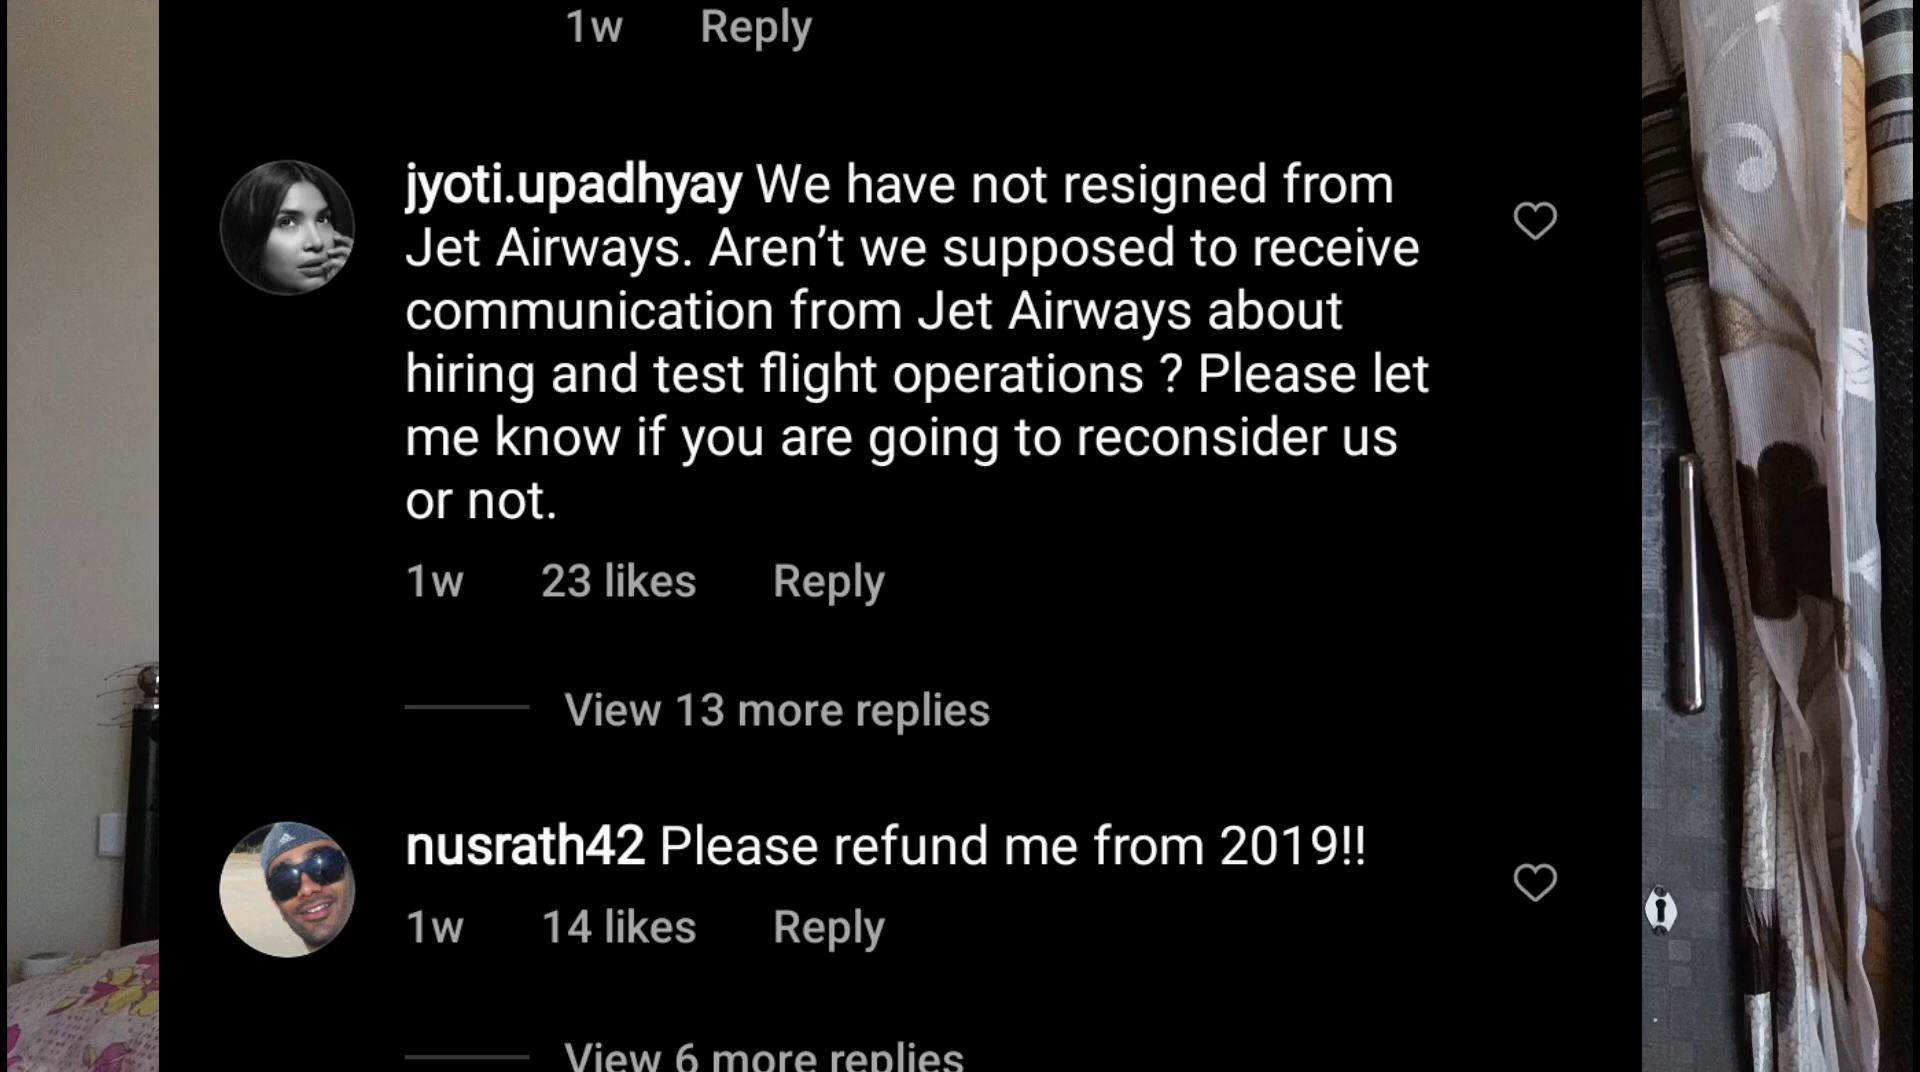 1w Reply
jyoti.upadhyay We have not resigned from
Jet Airways. Aren’t we supposed to receive
communication from Jet Airways about
hiring and test flight operations ? Please let
me know if you are going to reconsider us
or not.
1w 23 likes Reply
View 13 more replies
nusrath42 Please refund me from 2019!!
1w 14 likes Reply
View 6 more replies